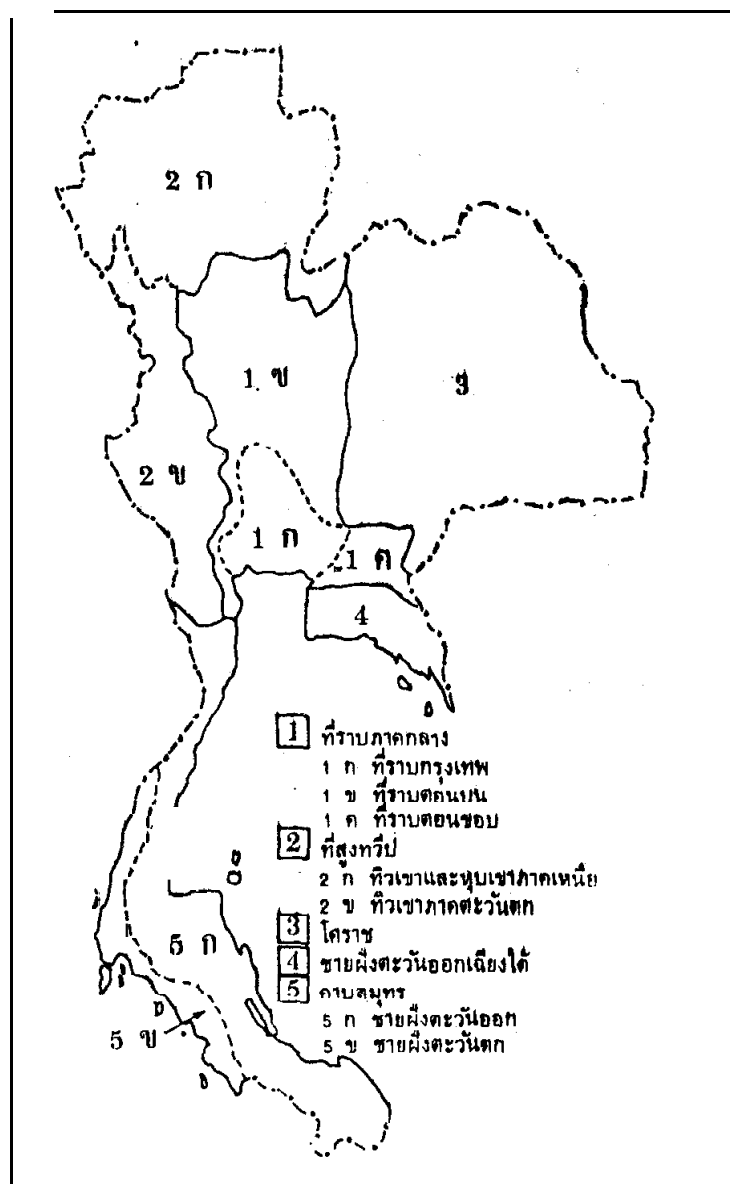 2 ก
1 ข
3
2 ข
1 ก
1 ค
4
1 ที่ราบภาคกลาง
1 ก ที่ราบกรุงเทพ
1 ข ที่ราบตอนบน
1 ค ที่ราบตอนขอบ
2 ที่สูงทวีป
2 ก ทิวเขาและหุบเขาภาคเหนือ
2 ข ทิวเขาภาคตะวันตก
3 โคราช
4 ชายฝั่งตะวันออกเฉียงใต้
5 คาบสมุทร
5 ก ชายฝั่งตะวันออก
5 ข ชายฝั่งตะวันตก
5 ก
5 ข